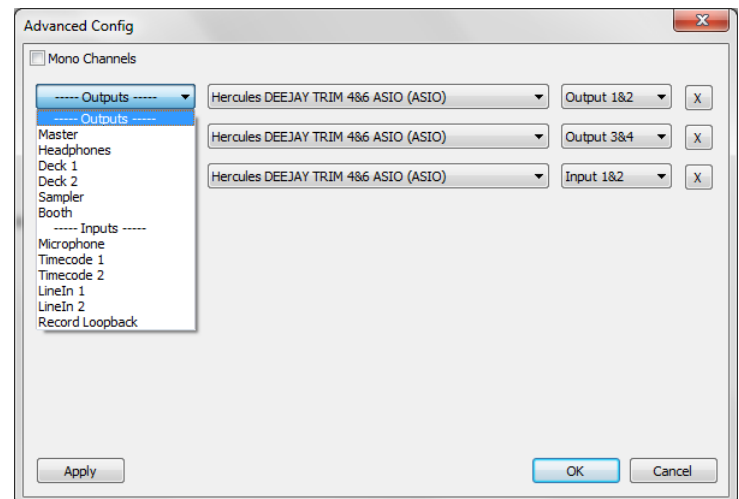 Advanced Config
X
Mono Channels
----- Outputs ----- Hercules DEEJAY TRIM 4&6 ASIO (ASIO) Output 1&2 X
----- Outputs -----
Master
Hercules DEEJAY TRIM 4&6 ASIO (ASIO) Output 3&4 X
Headphones
Deck 1
Deck 2
Hercules DEEJAY TRIM 4&6 ASIO (ASIO) Input 1&2 X
Sampler
Booth
----- Inputs -----
Microphone
Timecode 1
Timecode 2
LineIn 1
LineIn 2
Record Loopback
Apply OK Cancel